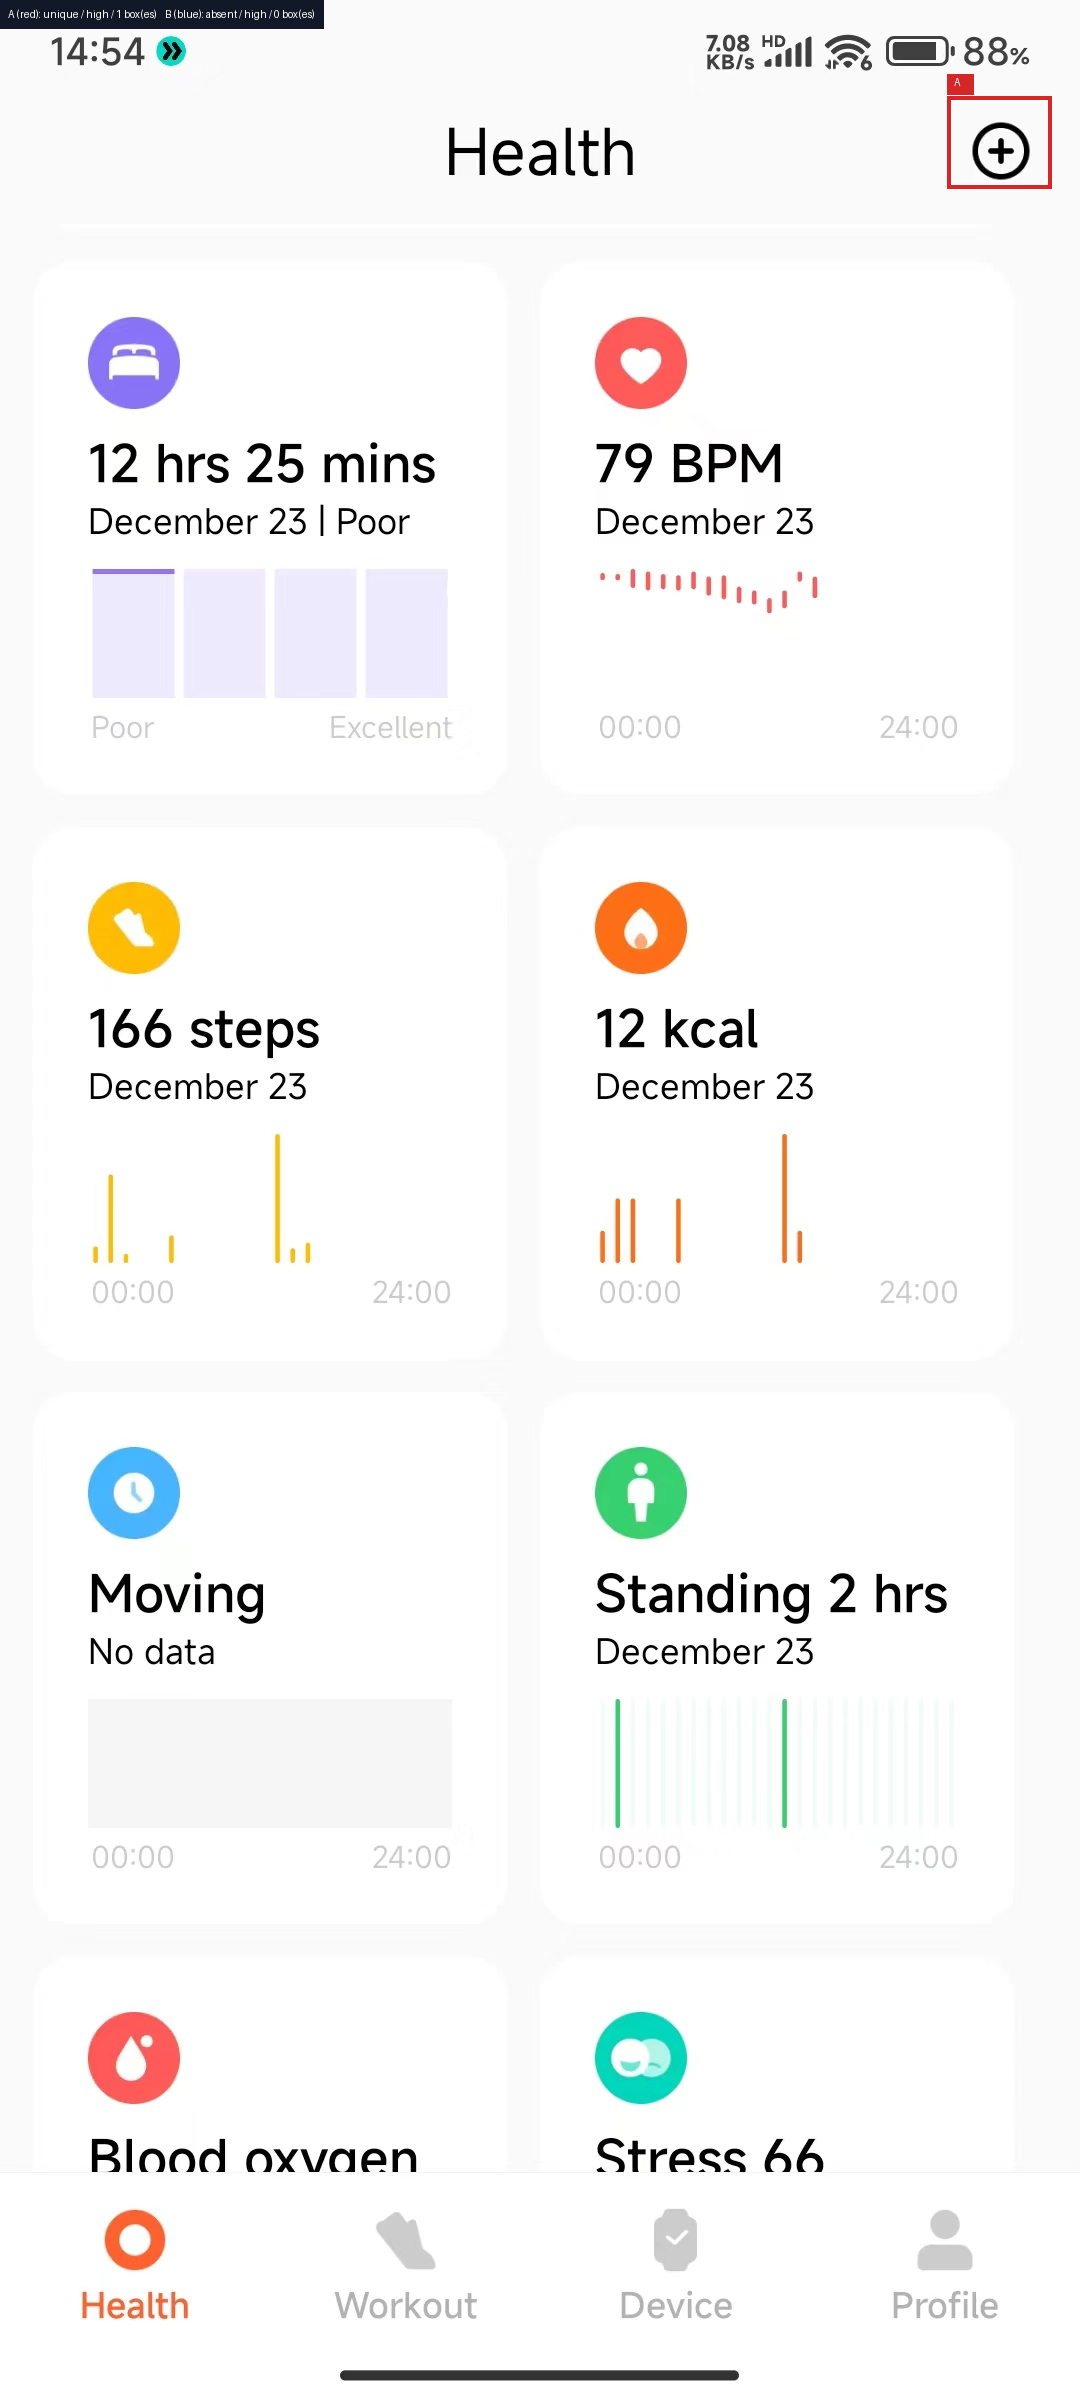 A (red): unique / high / 1 box(es) B (blue): absent / high / 0 box(es)
14:54 7.08 KB/s HD 6 88%
A
Health
12 hrs 25 mins
December 23 | Poor
Poor Excellent
79 BPM
December 23
00:00 24:00
166 steps
December 23
00:00 24:00
12 kcal
December 23
00:00 24:00
Moving
No data
00:00 24:00
Standing 2 hrs
December 23
00:00 24:00
Blood oxygen
Stress 66
Health Workout Device Profile